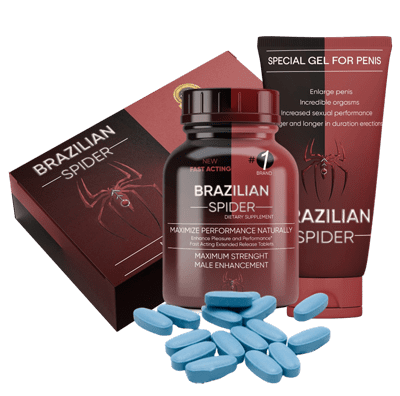 BRAZILIAN
SPIDER
NEW
FAST ACTING
#1
BRAND
BRAZILIAN
SPIDER
DIETARY SUPPLEMENT
MAXIMIZE PERFORMANCE NATURALLY
Enhance Pleasure and Performance*
Fast Acting Extended Release Tablets
MAXIMUM STRENGHT
MALE ENHANCEMENT
SPECIAL GEL FOR PENIS
Enlarge penis
Incredible orgasms
Increased sexual performance
and longer in duration erection
BRAZILIAN
SPIDER